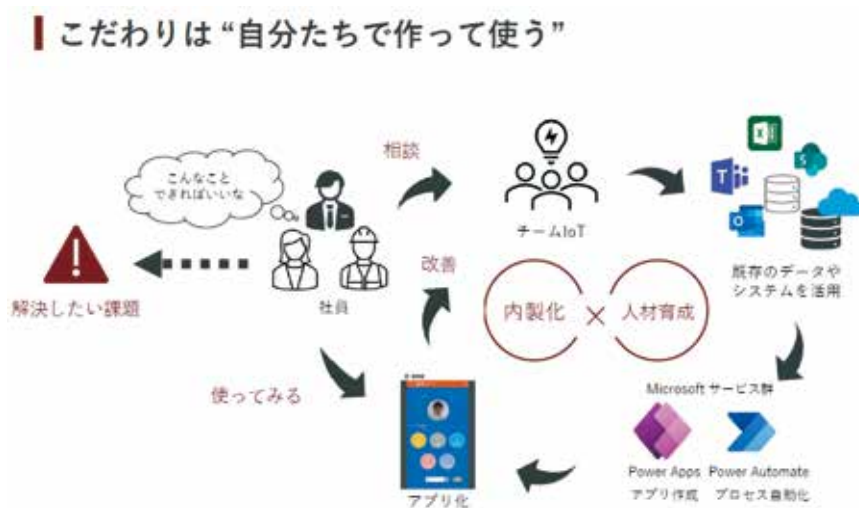 こだわりは“自分たちで作って使う”
こんなこと
できればいいな
相談
チームIoT
社員
解決したい課題
改善
既存のデータや
システムを活用
内製化
×
人材育成
使ってみる
アプリ化
Microsoft サービス群
Power Apps
アプリ作成
Power Automate
プロセス自動化